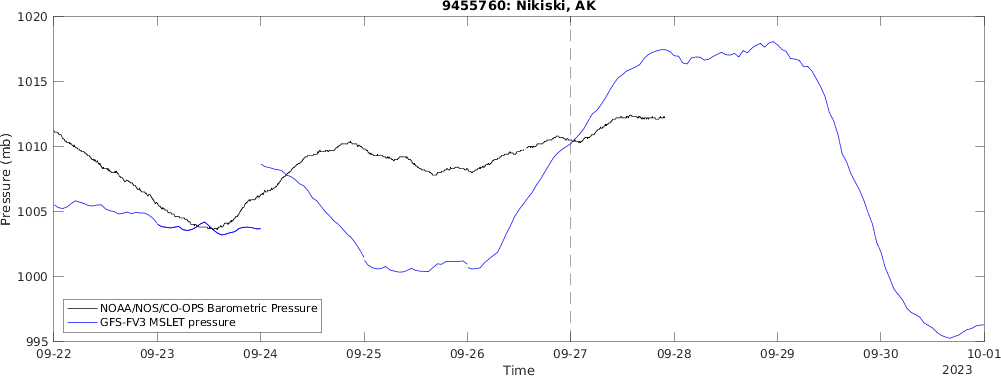 9455760: Nikiski, AK
1020
1015
1010
1005
1000
995
Pressure (mb)
NOAA/NOS/CO-OPS Barometric Pressure
GFS-FV3 MSLET pressure
09-22 09-23 09-24 09-25 09-26 09-27 09-28 09-29 09-30 10-01
Time
2023